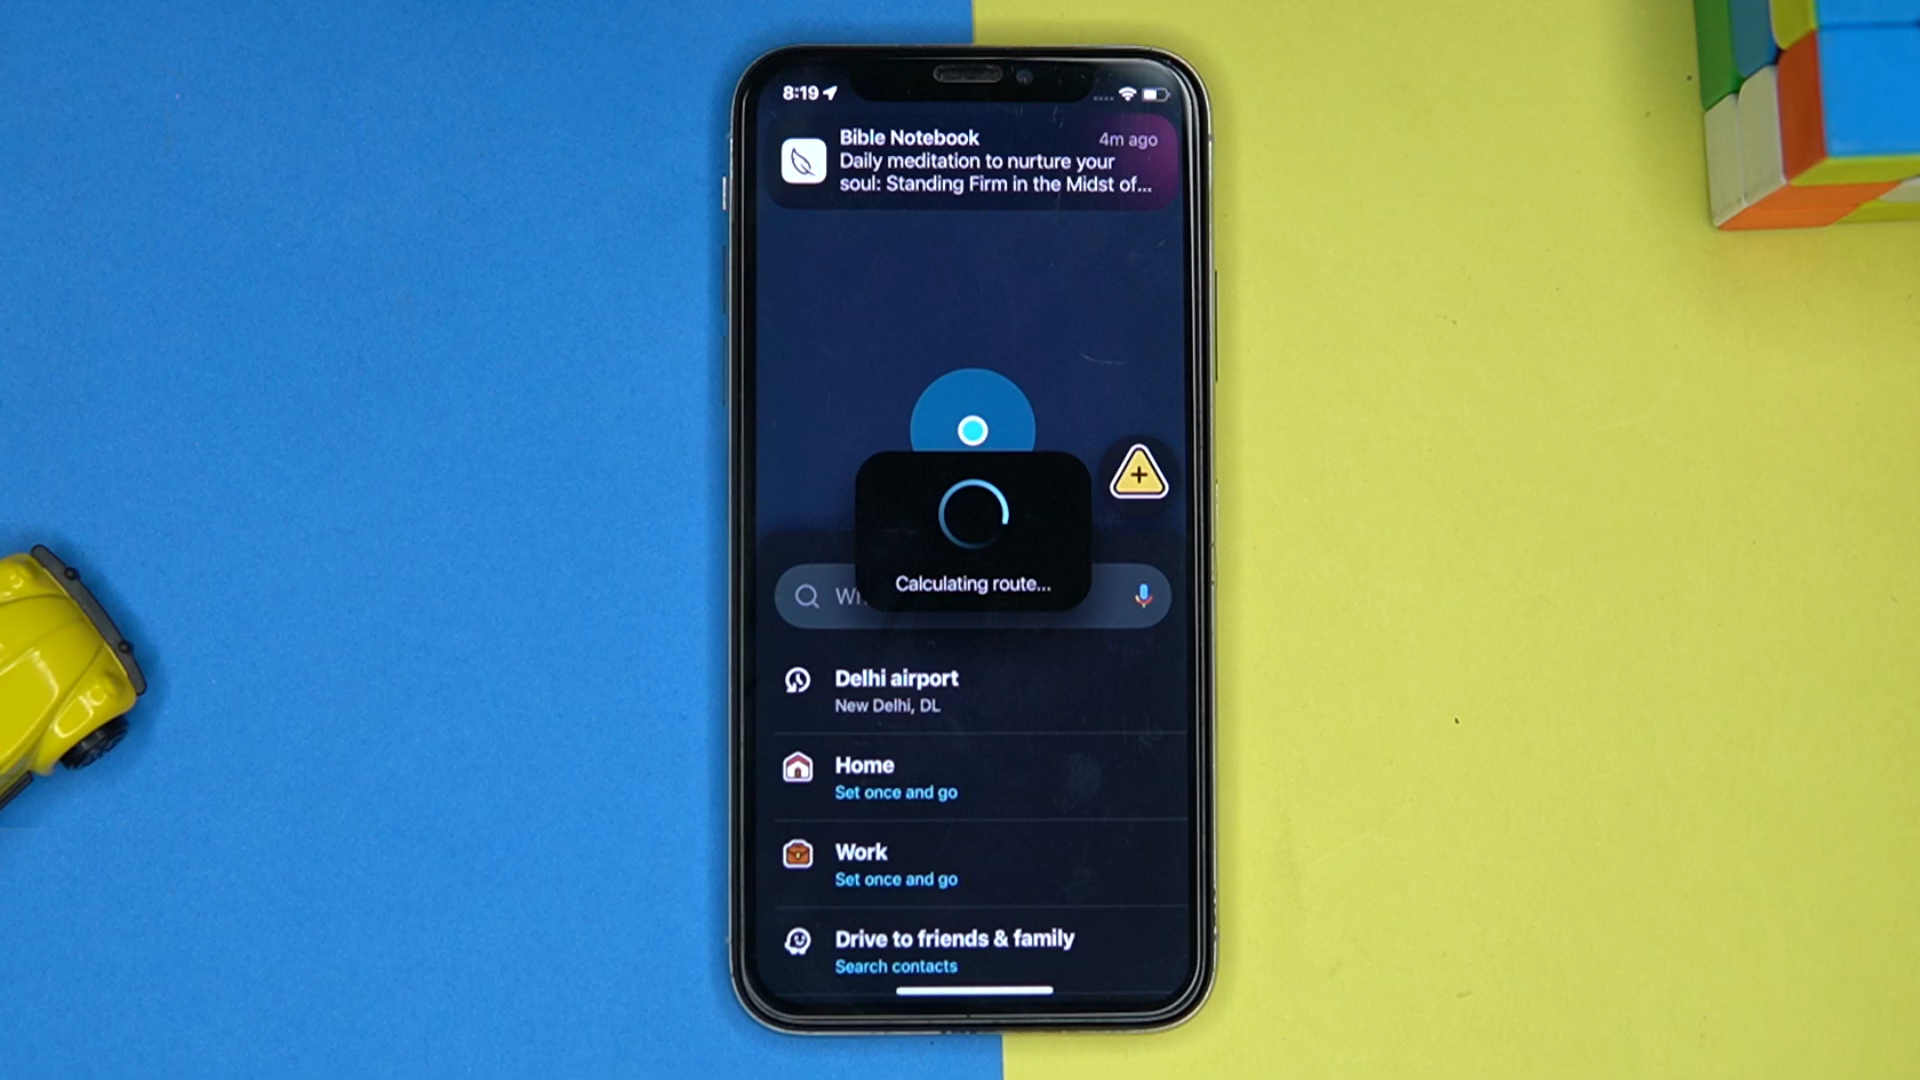 8:19
Bible Notebook
4m ago
Daily meditation to nurture your
soul: Standing Firm in the Midst of...
Calculating route...
Delhi airport
New Delhi, DL
Home
Set once and go
Work
Set once and go
Drive to friends & family
Search contacts